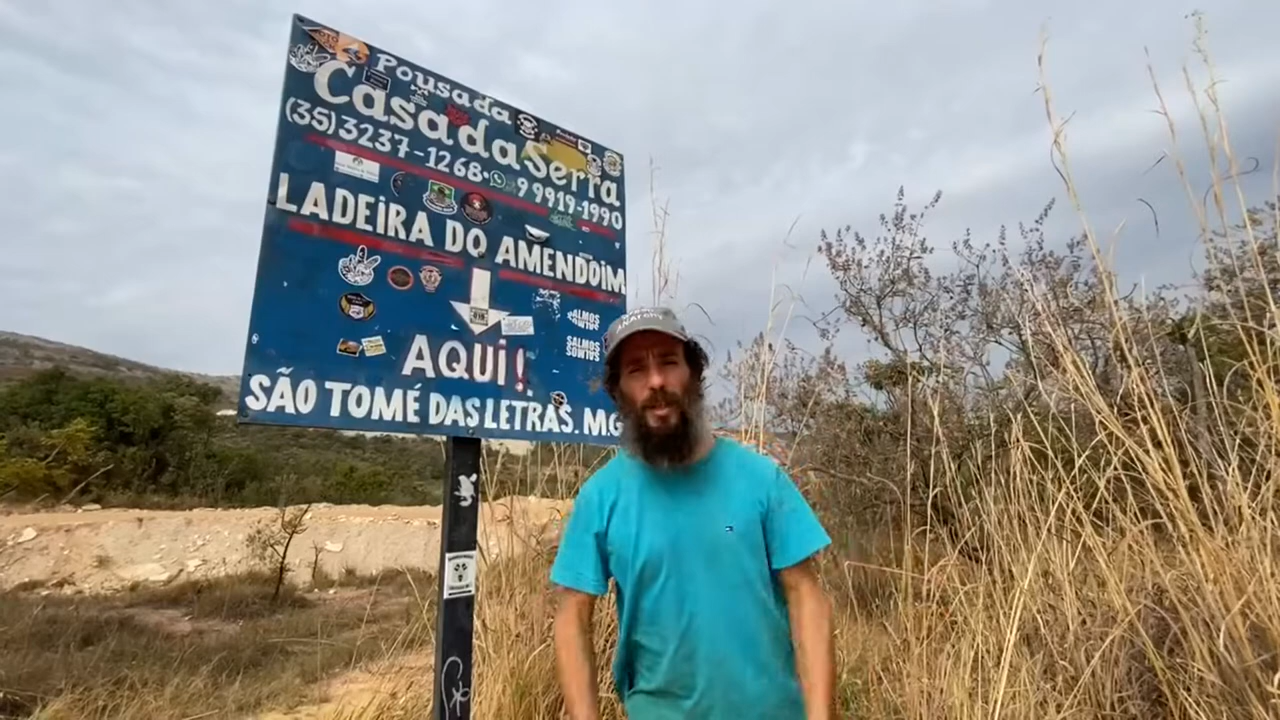 Pousada
Casa da Serra
(35)3237-1268 • 99919-1990
LADEIRA DO AMENDOIM
AQUI!
SÃO TOMÉ DAS LETRAS. MG
SALMOS
SALMOS